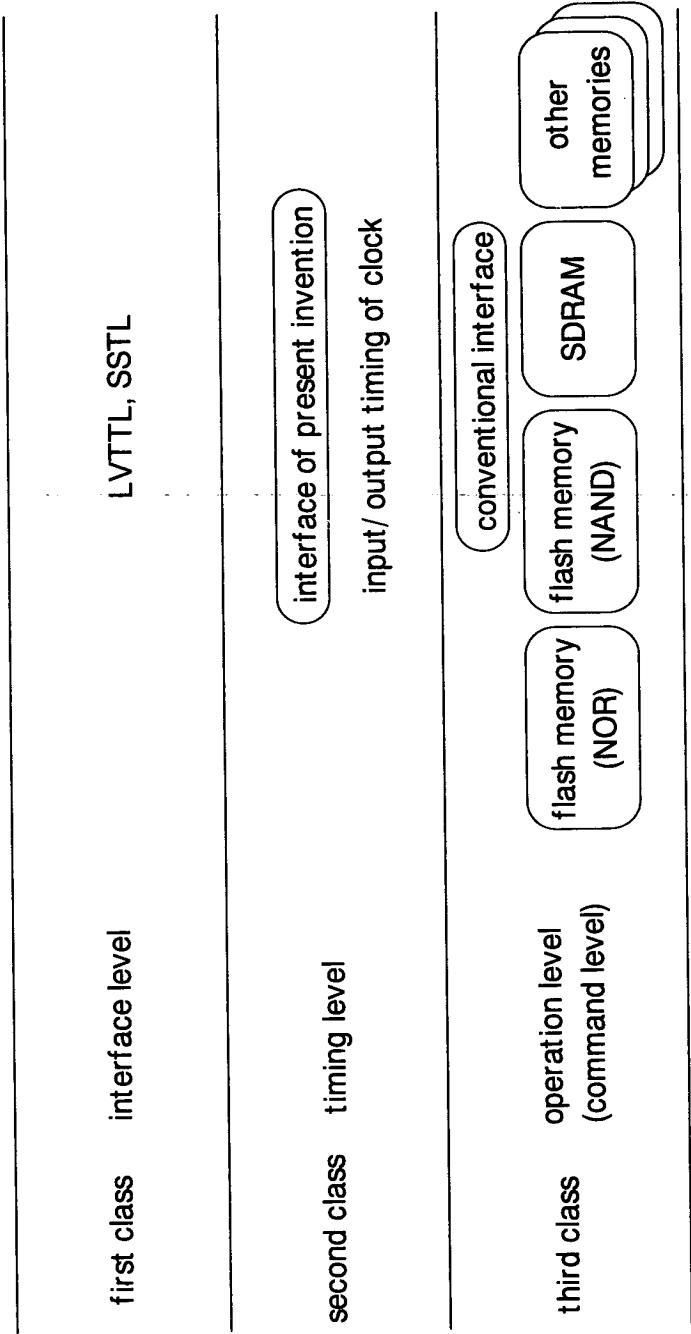 first class interface level LVTTL, SSTL
second class timing level interface of present invention
input/ output timing of clock
third class operation level
(command level)
conventional interface
flash memory
(NOR)
flash memory
(NAND)
SDRAM
other
memories